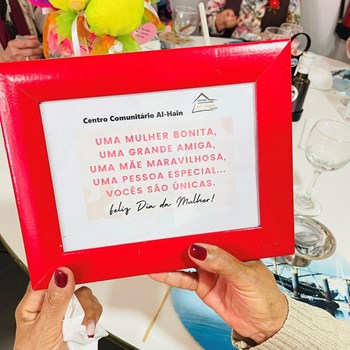 Centro Comunitário Al-Hain
UMA MULHER BONITA,
UMA GRANDE AMIGA,
UMA MÃE MARAVILHOSA,
UMA PESSOA ESPECIAL...
VOCÊS SÃO ÚNICAS.
feliz Dia da Mulher!